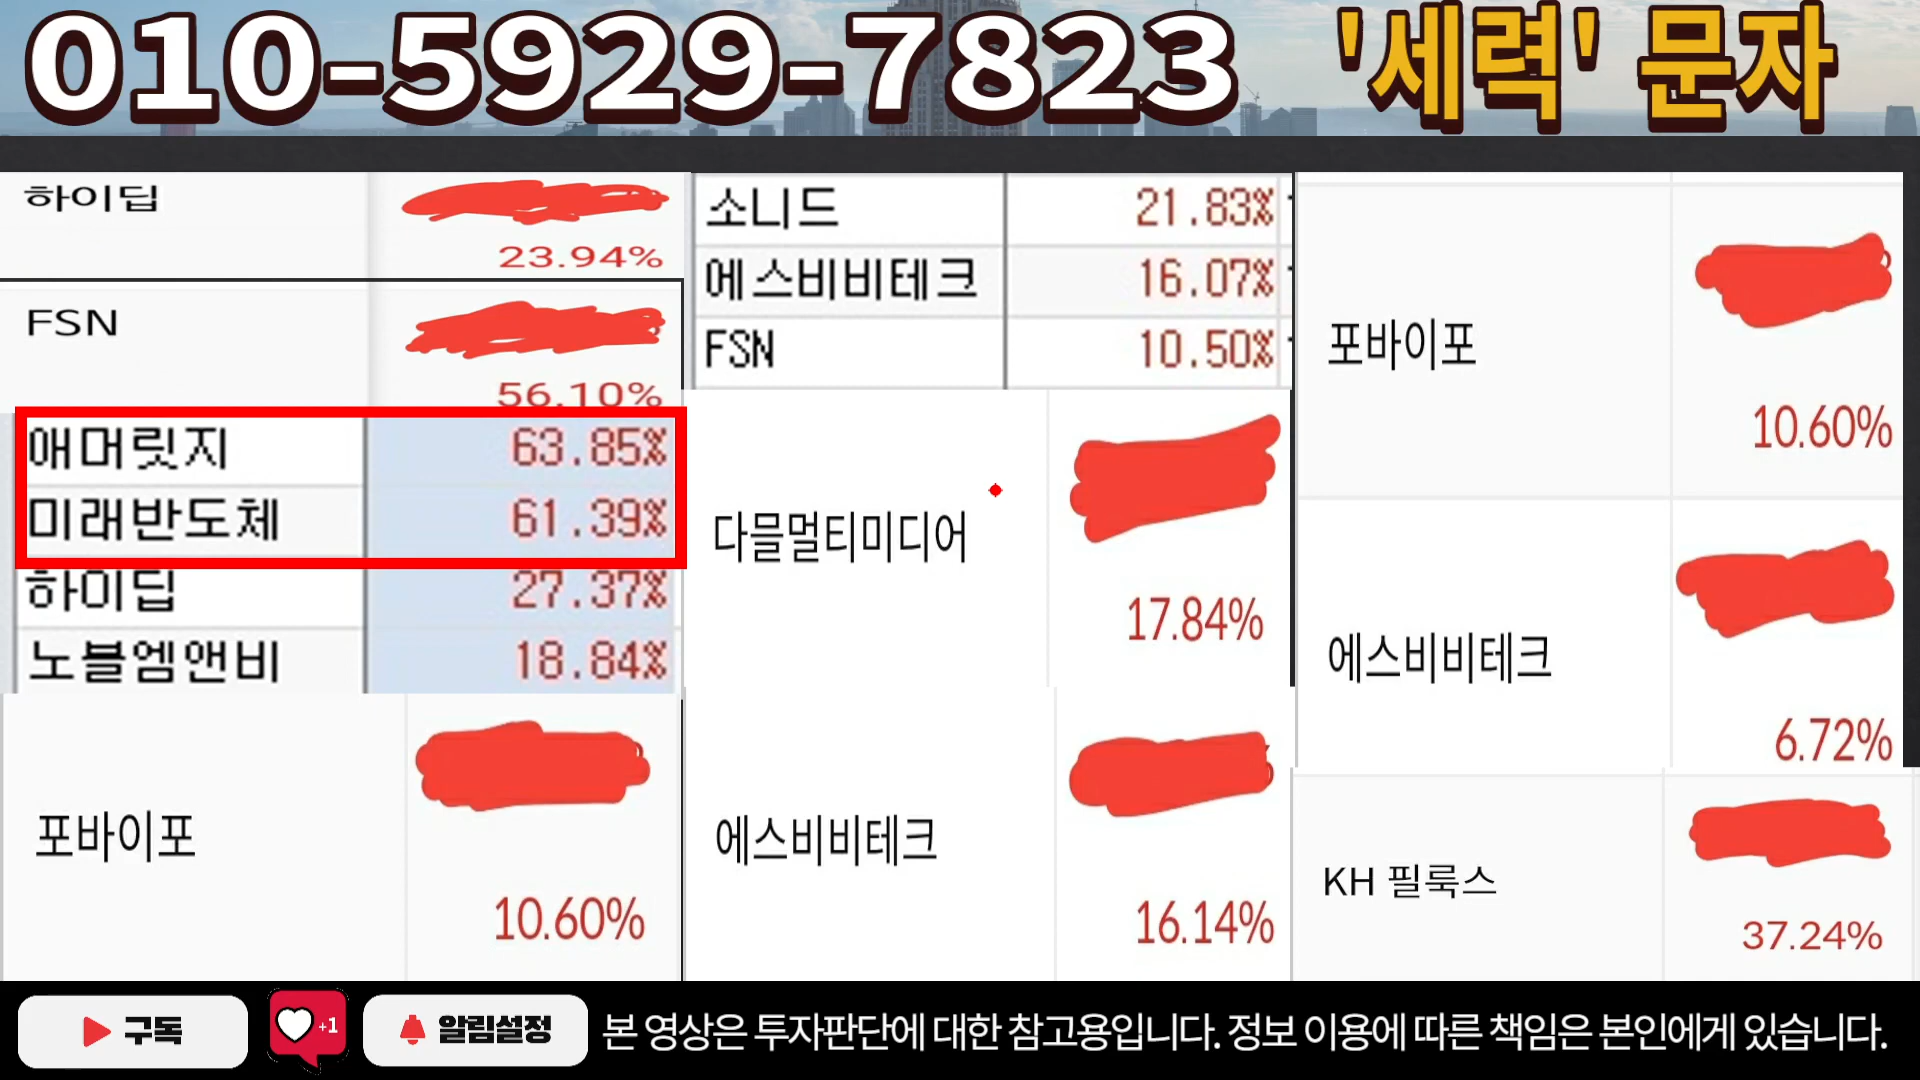 010-5929-7823 '세력' 문자
하이딥
23.94%
FSN
56.10%
애머릿지 63.85%
미래반도체 61.39%
하이딥 27.37%
노블엠앤비 18.84%
포바이포
10.60%
소니드 21.83%
에스비비테크 16.07%
FSN 10.50%
다믈멀티미디어
17.84%
에스비비테크
16.14%
포바이포
10.60%
에스비비테크
6.72%
KH 필룩스
37.24%
구독 +1 알림설정 본 영상은 투자판단에 대한 참고용입니다. 정보 이용에 따른 책임은 본인에게 있습니다.